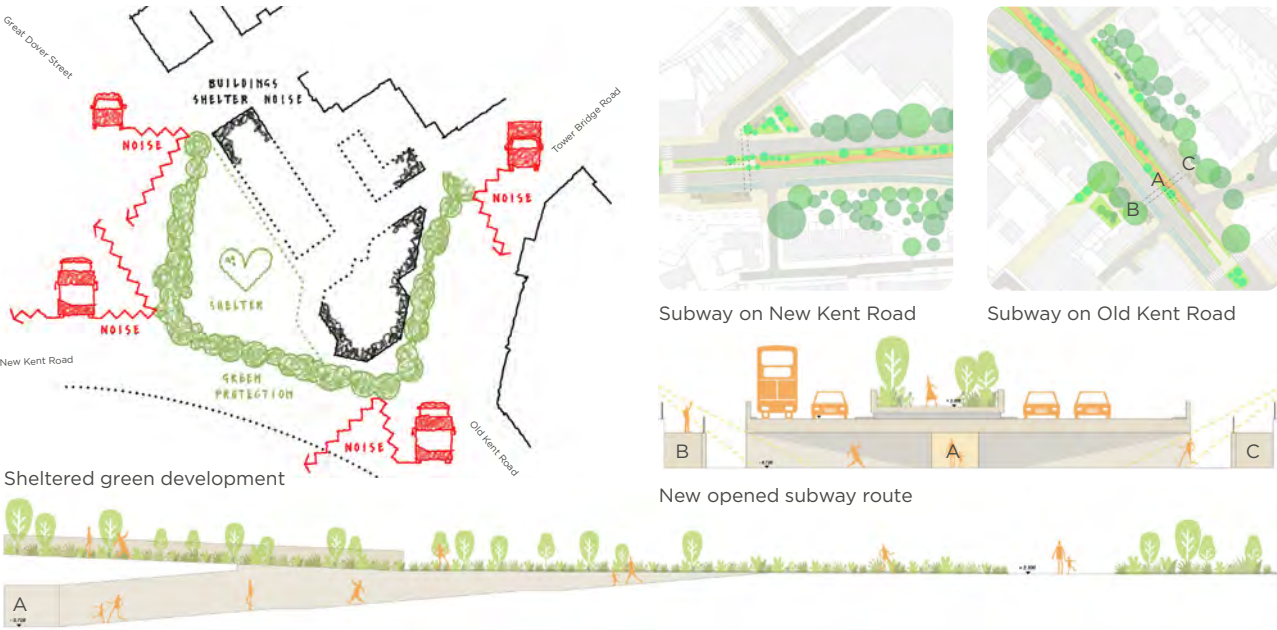 Great Dover Street
BUILDINGS
SHELTER NOISE
Tower Bridge Road
NOISE
NOISE
SHELTER
NOISE
New Kent Road
GREEN
PROTECTION
NOISE
Old Kent Road
Sheltered green development
C
A
B
Subway on New Kent Road
Subway on Old Kent Road
B
A
C
New opened subway route
A